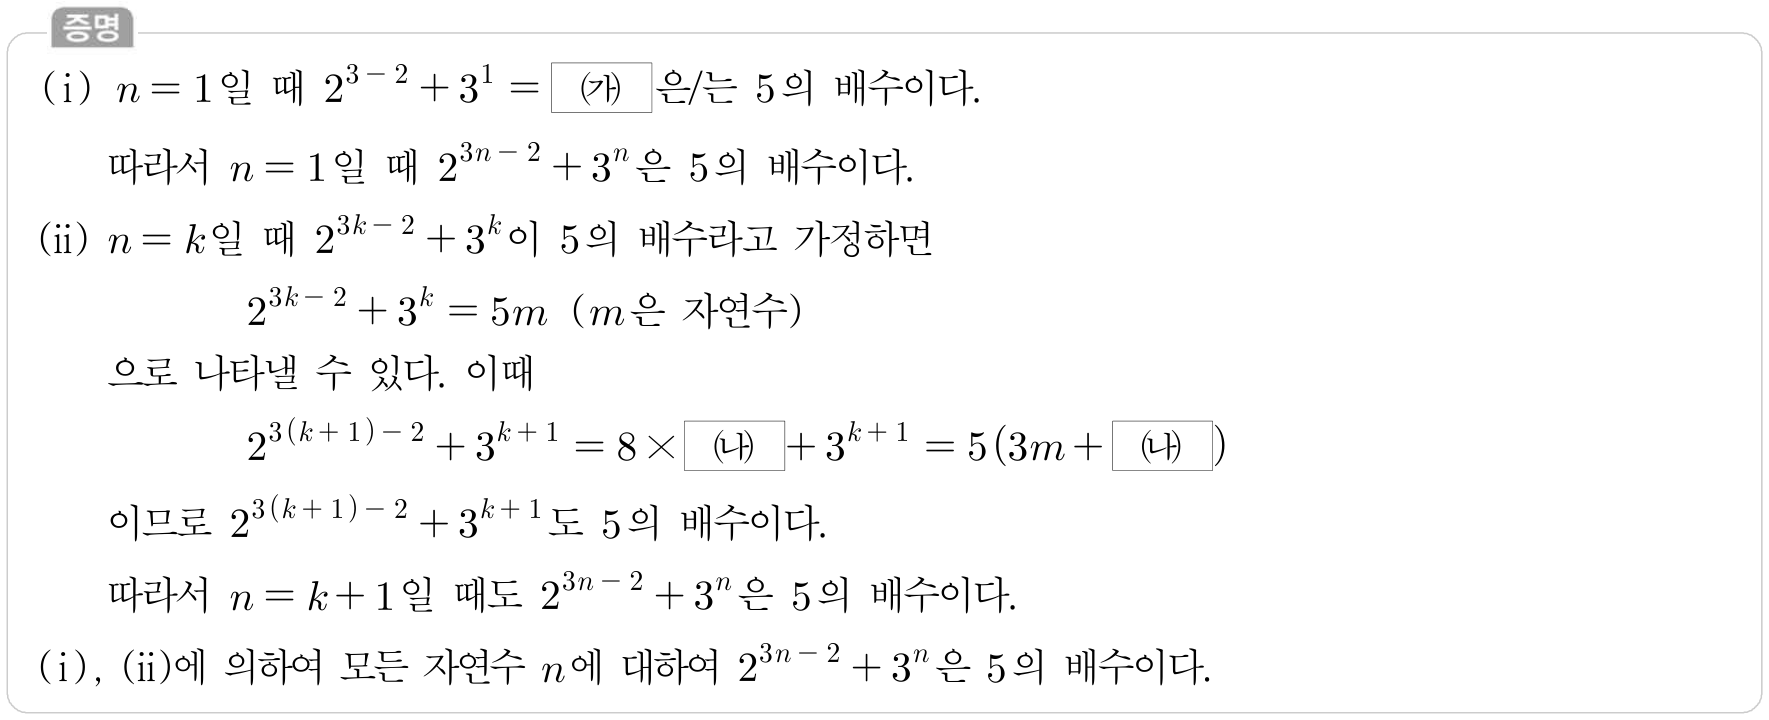 증명
(ⅰ) n = 1일 때 2^{3-2} + 3^{1} = (가) 은/는 5의 배수이다.
따라서 n = 1일 때 2^{3n-2} + 3^{n}은 5의 배수이다.
(ⅱ) n = k일 때 2^{3k-2} + 3^{k}이 5의 배수라고 가정하면
2^{3k-2} + 3^{k} = 5m (m은 자연수)
으로 나타낼 수 있다. 이때
2^{3(k+1)-2} + 3^{k+1} = 8 × (나) + 3^{k+1} = 5(3m + (나) )
이므로 2^{3(k+1)-2} + 3^{k+1}도 5의 배수이다.
따라서 n = k + 1일 때도 2^{3n-2} + 3^{n}은 5의 배수이다.
(ⅰ), (ⅱ)에 의하여 모든 자연수 n에 대하여 2^{3n-2} + 3^{n}은 5의 배수이다.